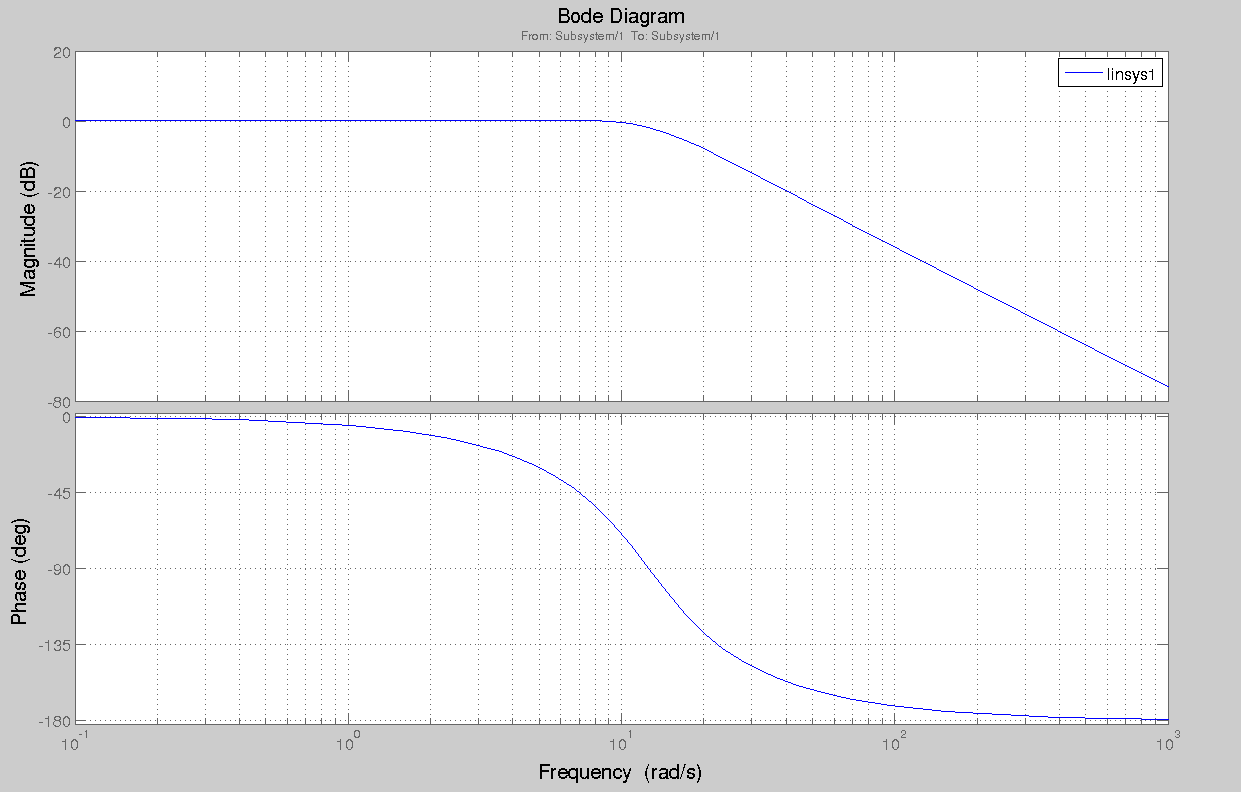 Bode Diagram
From: Subsystem/1 To: Subsystem/1
linsys1
Magnitude (dB)
20
0
-20
-40
-60
-80
Phase (deg)
0
-45
-90
-135
-180
10^-1
10^0
10^1
10^2
10^3
Frequency (rad/s)